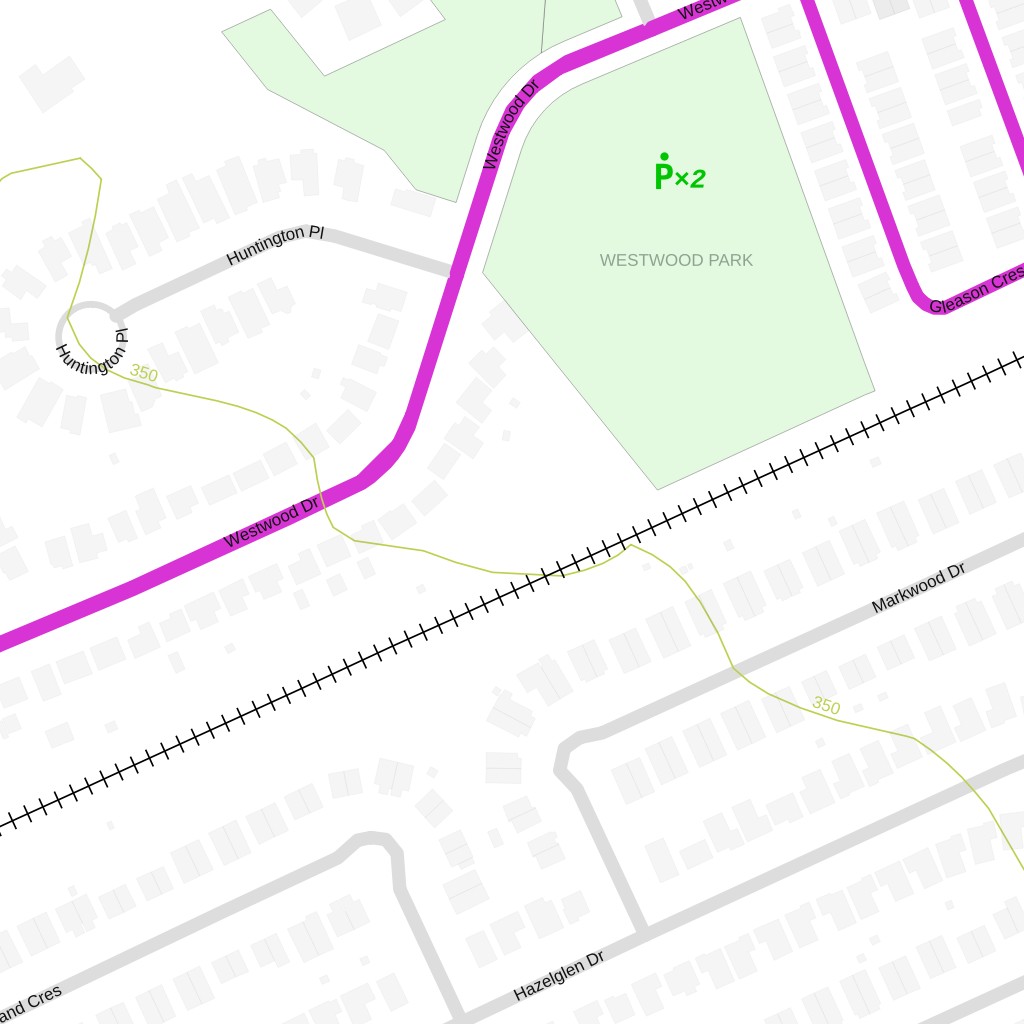 Westw
Westwood Dr
Ṗ×2
Huntington Pl
WESTWOOD PARK
Gleason Cres
Huntington Pl
350
Westwood Dr
Markwood Dr
350
Hazelglen Dr
and Cres